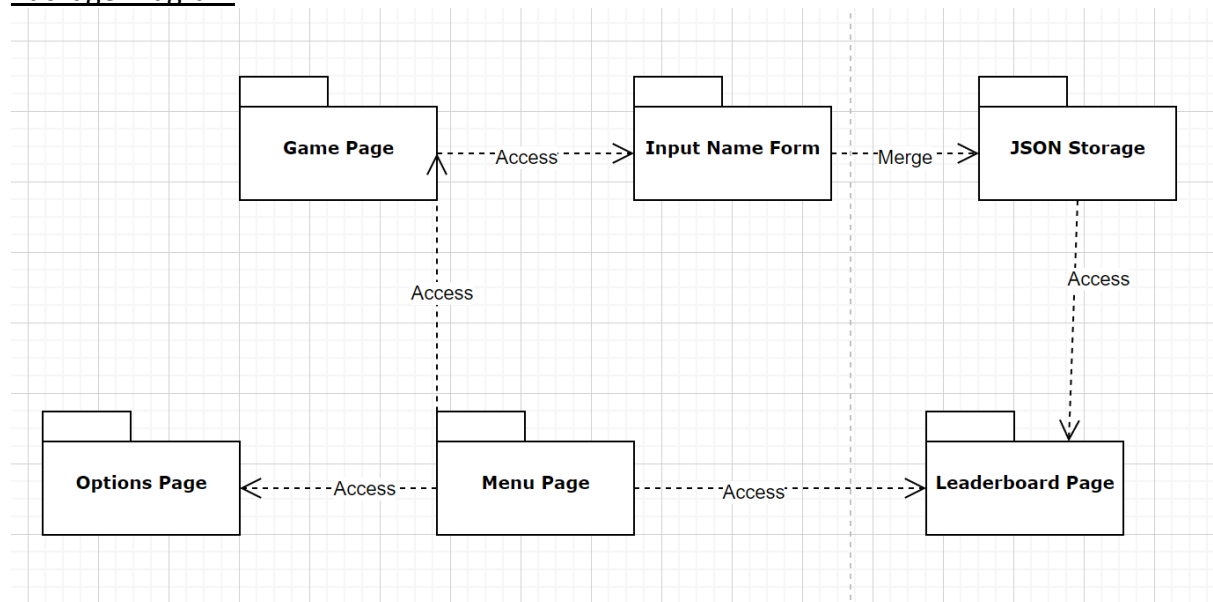 Game Page
Access
Input Name Form
Merge
JSON Storage
Access
Access
Options Page
Access
Menu Page
Access
Leaderboard Page